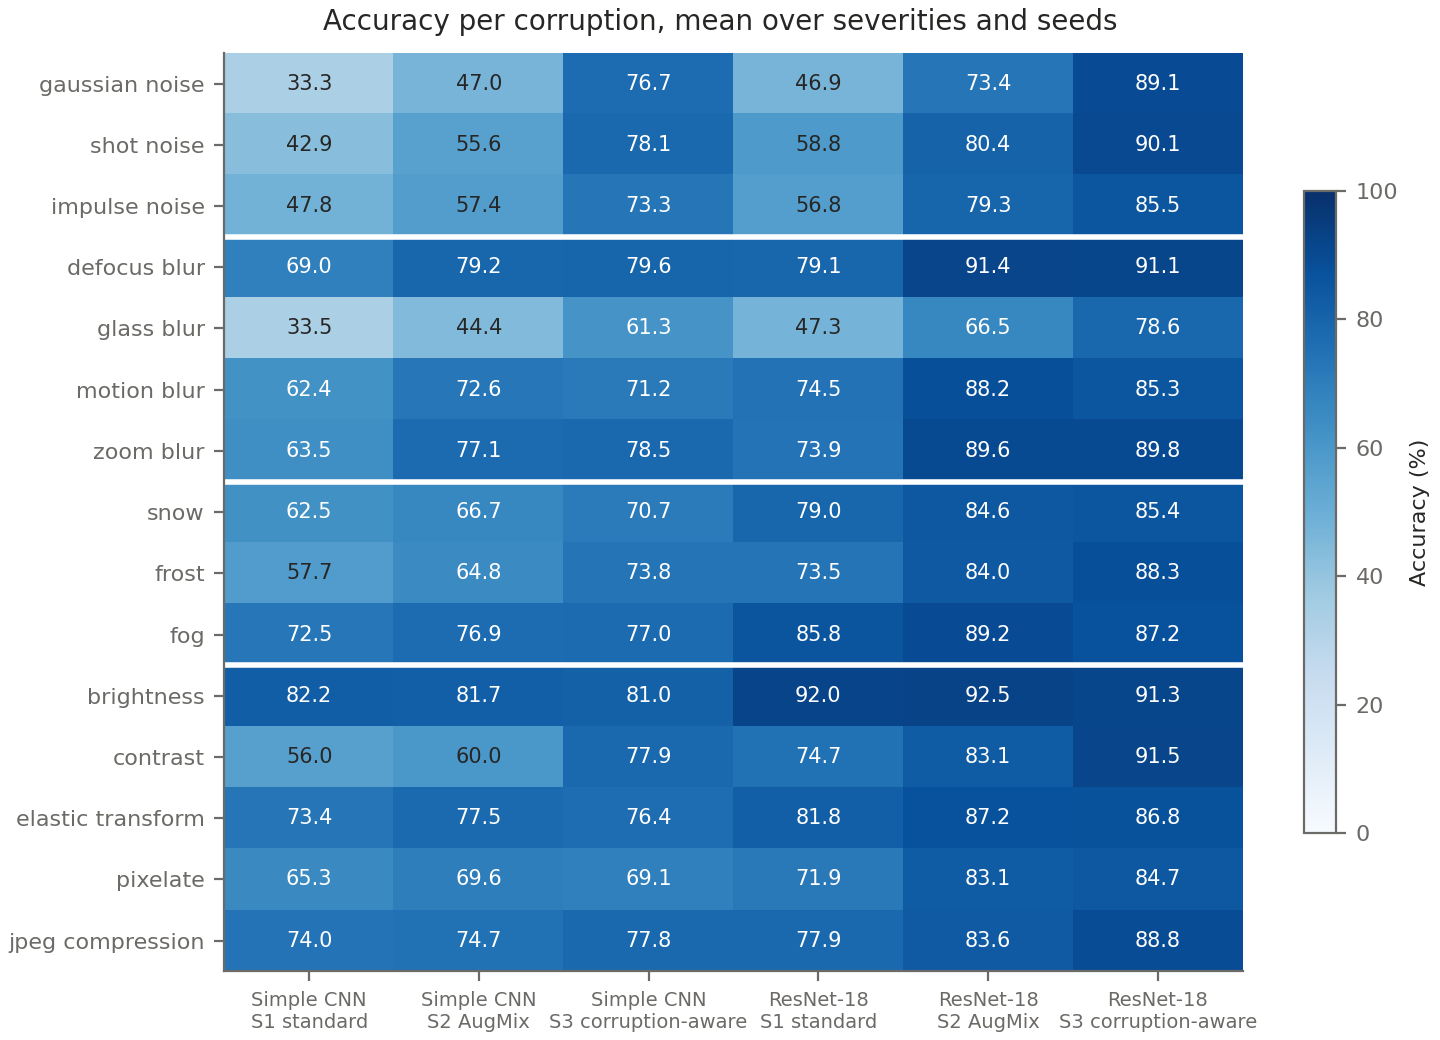 Accuracy per corruption, mean over severities and seeds
gaussian noise 33.3 47.0 76.7 46.9 73.4 89.1
shot noise 42.9 55.6 78.1 58.8 80.4 90.1
impulse noise 47.8 57.4 73.3 56.8 79.3 85.5
defocus blur 69.0 79.2 79.6 79.1 91.4 91.1
glass blur 33.5 44.4 61.3 47.3 66.5 78.6
motion blur 62.4 72.6 71.2 74.5 88.2 85.3
zoom blur 63.5 77.1 78.5 73.9 89.6 89.8
snow 62.5 66.7 70.7 79.0 84.6 85.4
frost 57.7 64.8 73.8 73.5 84.0 88.3
fog 72.5 76.9 77.0 85.8 89.2 87.2
brightness 82.2 81.7 81.0 92.0 92.5 91.3
contrast 56.0 60.0 77.9 74.7 83.1 91.5
elastic transform 73.4 77.5 76.4 81.8 87.2 86.8
pixelate 65.3 69.6 69.1 71.9 83.1 84.7
jpeg compression 74.0 74.7 77.8 77.9 83.6 88.8
Simple CNN Simple CNN Simple CNN ResNet-18 ResNet-18 ResNet-18
S1 standard S2 AugMix S3 corruption-aware S1 standard S2 AugMix S3 corruption-aware
100
80
60
40
20
0
Accuracy (%)